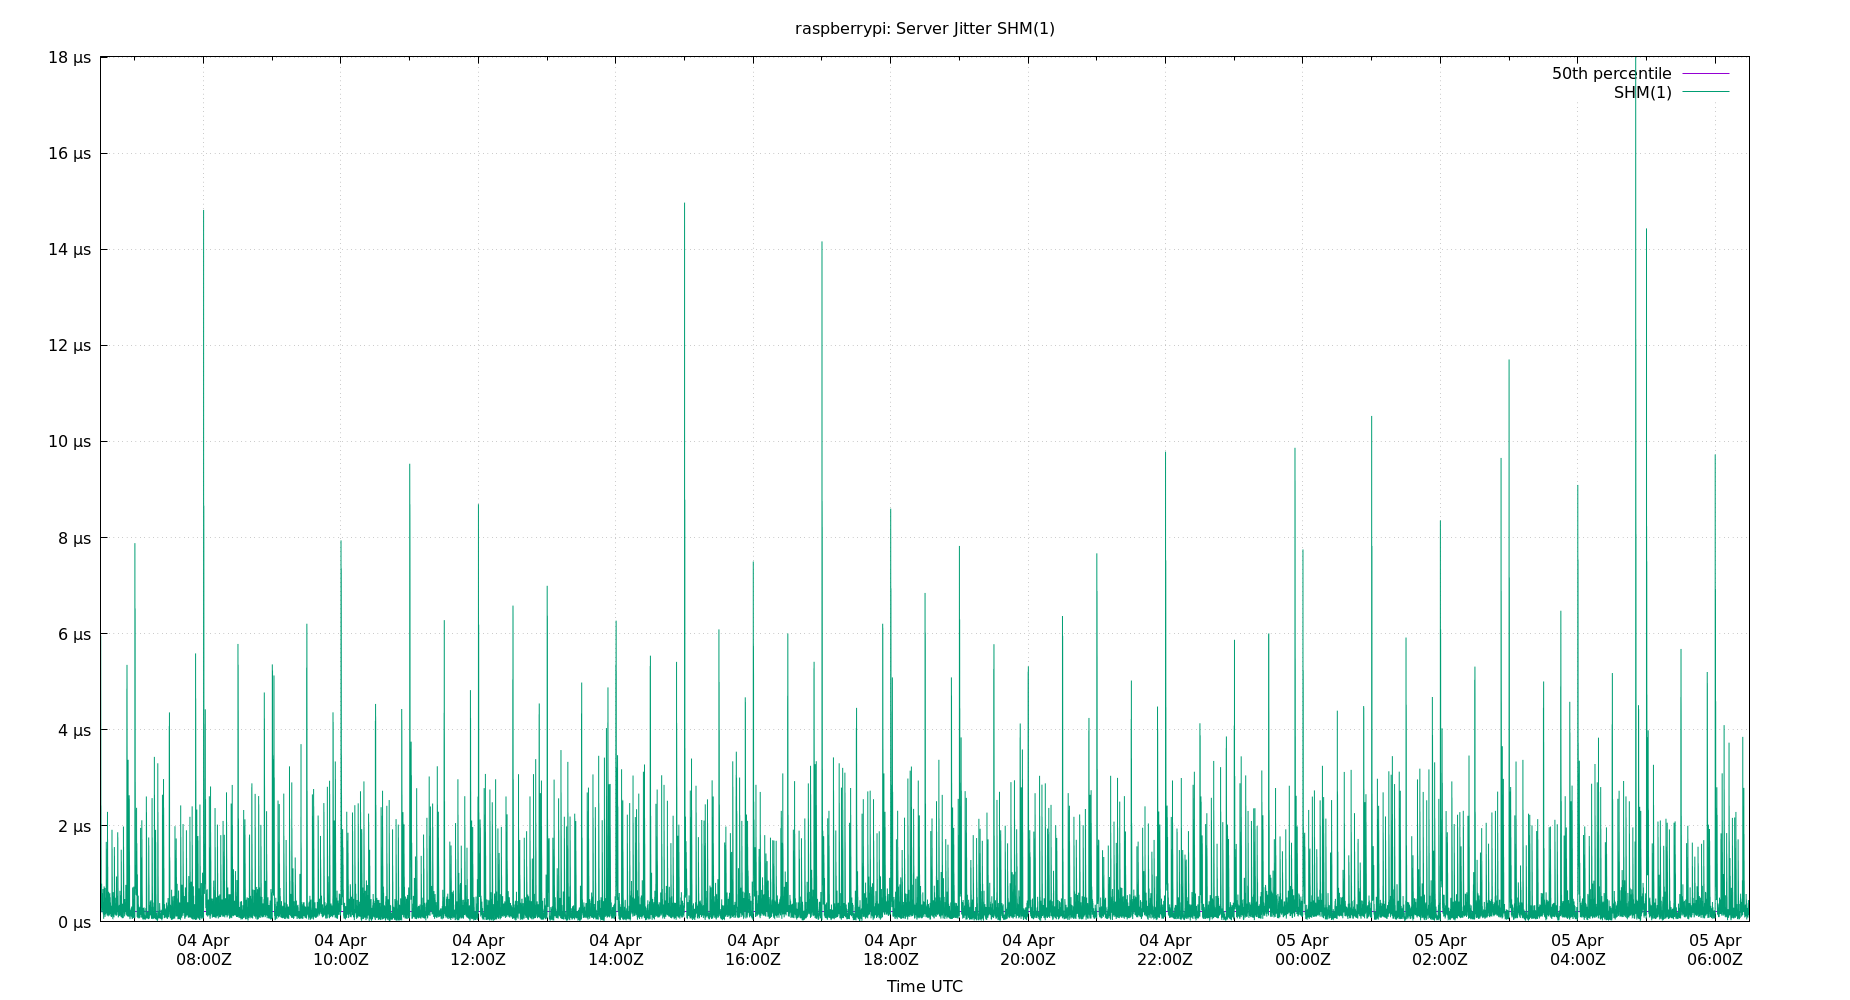 raspberrypi: Server Jitter SHM(1)
50th percentile
SHM(1)
18 µs
16 µs
14 µs
12 µs
10 µs
8 µs
6 µs
4 µs
2 µs
0 µs
04 Apr 04 Apr 04 Apr 04 Apr 04 Apr 04 Apr 04 Apr 04 Apr 05 Apr 05 Apr 05 Apr 05 Apr
08:00Z 10:00Z 12:00Z 14:00Z 16:00Z 18:00Z 20:00Z 22:00Z 00:00Z 02:00Z 04:00Z 06:00Z
Time UTC